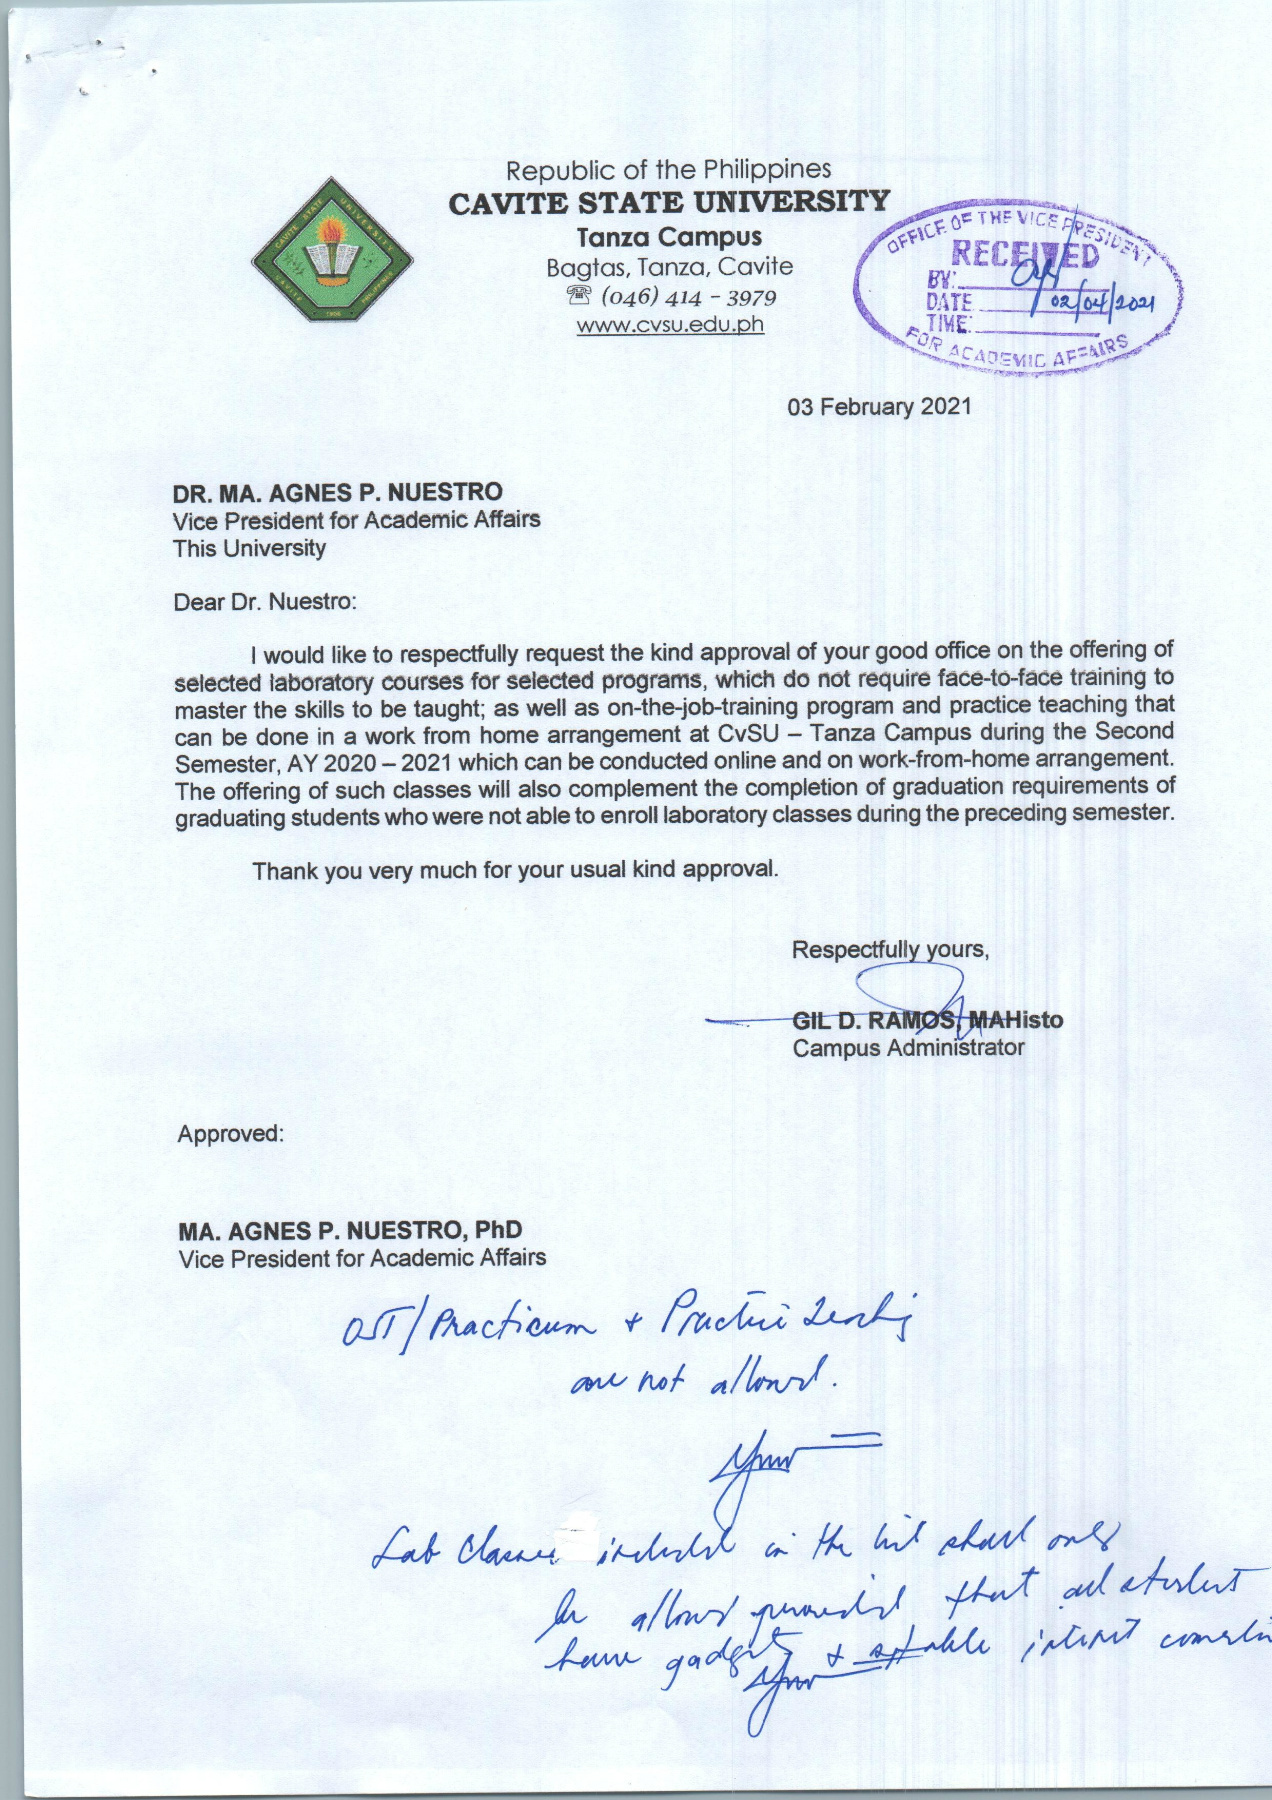 Republic of the Philippines
CAVITE STATE UNIVERSITY
Tanza Campus
Bagtas, Tanza, Cavite
☏ (046) 414 - 3979
www.cvsu.edu.ph
CAVITE STATE UNIVERSITY
CAVITE PHILIPPINES
1906
OFFICE OF THE VICE PRESIDENT
RECEIVED
BY:
DATE 02/04/2021
TIME:
FOR ACADEMIC AFFAIRS
03 February 2021
DR. MA. AGNES P. NUESTRO
Vice President for Academic Affairs
This University
Dear Dr. Nuestro:
I would like to respectfully request the kind approval of your good office on the offering of
selected laboratory courses for selected programs, which do not require face-to-face training to
master the skills to be taught; as well as on-the-job-training program and practice teaching that
can be done in a work from home arrangement at CvSU – Tanza Campus during the Second
Semester, AY 2020 – 2021 which can be conducted online and on work-from-home arrangement.
The offering of such classes will also complement the completion of graduation requirements of
graduating students who were not able to enroll laboratory classes during the preceding semester.
Thank you very much for your usual kind approval.
Respectfully yours,
GIL D. RAMOS, MAHisto
Campus Administrator
Approved:
MA. AGNES P. NUESTRO, PhD
Vice President for Academic Affairs
OJT/Practicum + Practice Teaching
are not allowed.
Lab Classes included in the list shall only
be allowed provided that all student
have gadgets + stable internet